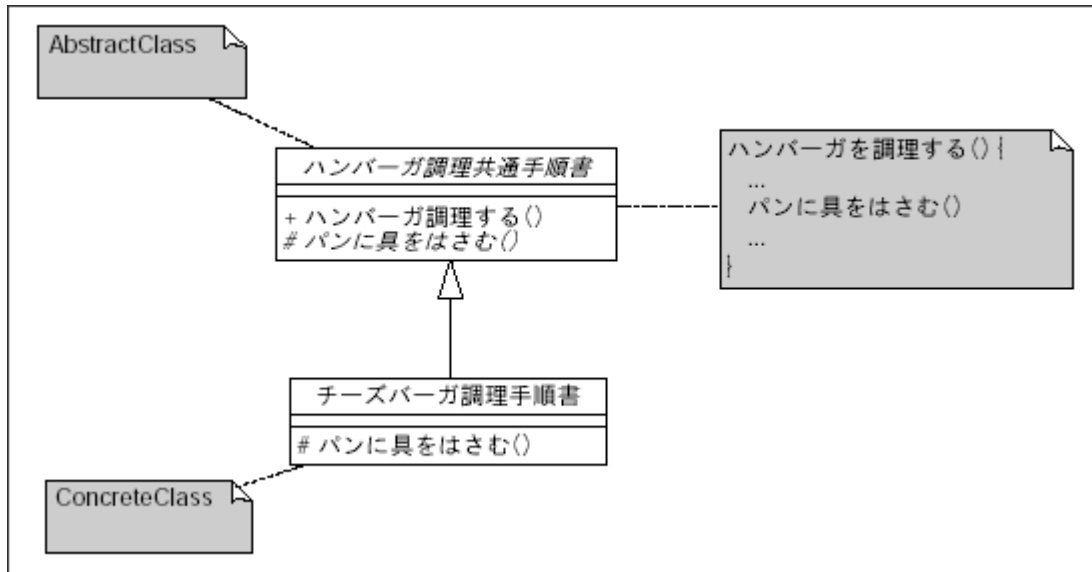 AbstractClass
ハンバーガ調理共通手順書
+ ハンバーガ調理する()
# パンに具をはさむ()
ハンバーガを調理する() {
...
パンに具をはさむ()
...
}
チーズバーガ調理手順書
# パンに具をはさむ()
ConcreteClass